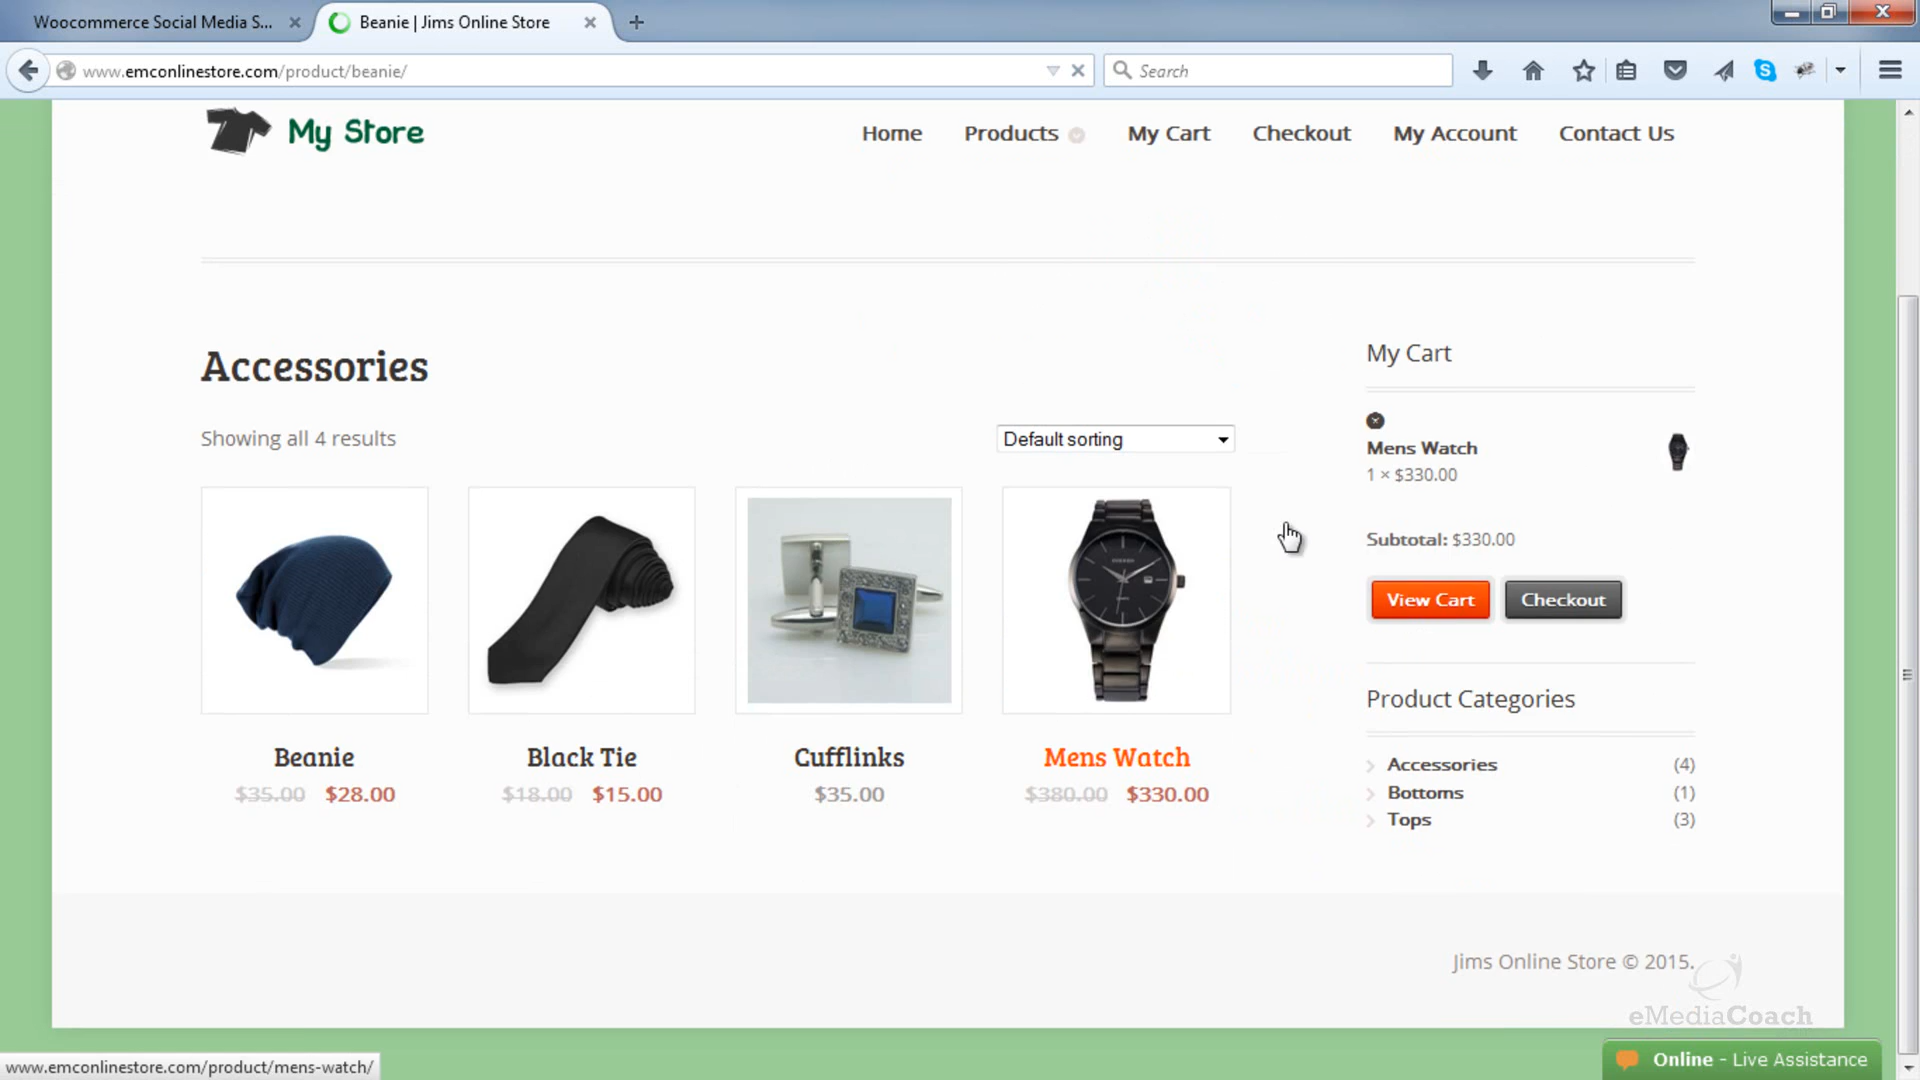 Woocommerce Social Media S...
Beanie | Jims Online Store
www.emconlinestore.com/product/beanie/
Search
My Store
Home
Products
My Cart
Checkout
My Account
Contact Us
Accessories
Showing all 4 results
Default sorting
Beanie
$35.00 $28.00
Black Tie
$18.00 $15.00
Cufflinks
$35.00
Mens Watch
$380.00 $330.00
My Cart
Mens Watch
1 × $330.00
Subtotal: $330.00
View Cart
Checkout
Product Categories
Accessories (4)
Bottoms (1)
Tops (3)
Jims Online Store © 2015.
eMediaCoach
www.emconlinestore.com/product/mens-watch/
Online - Live Assistance